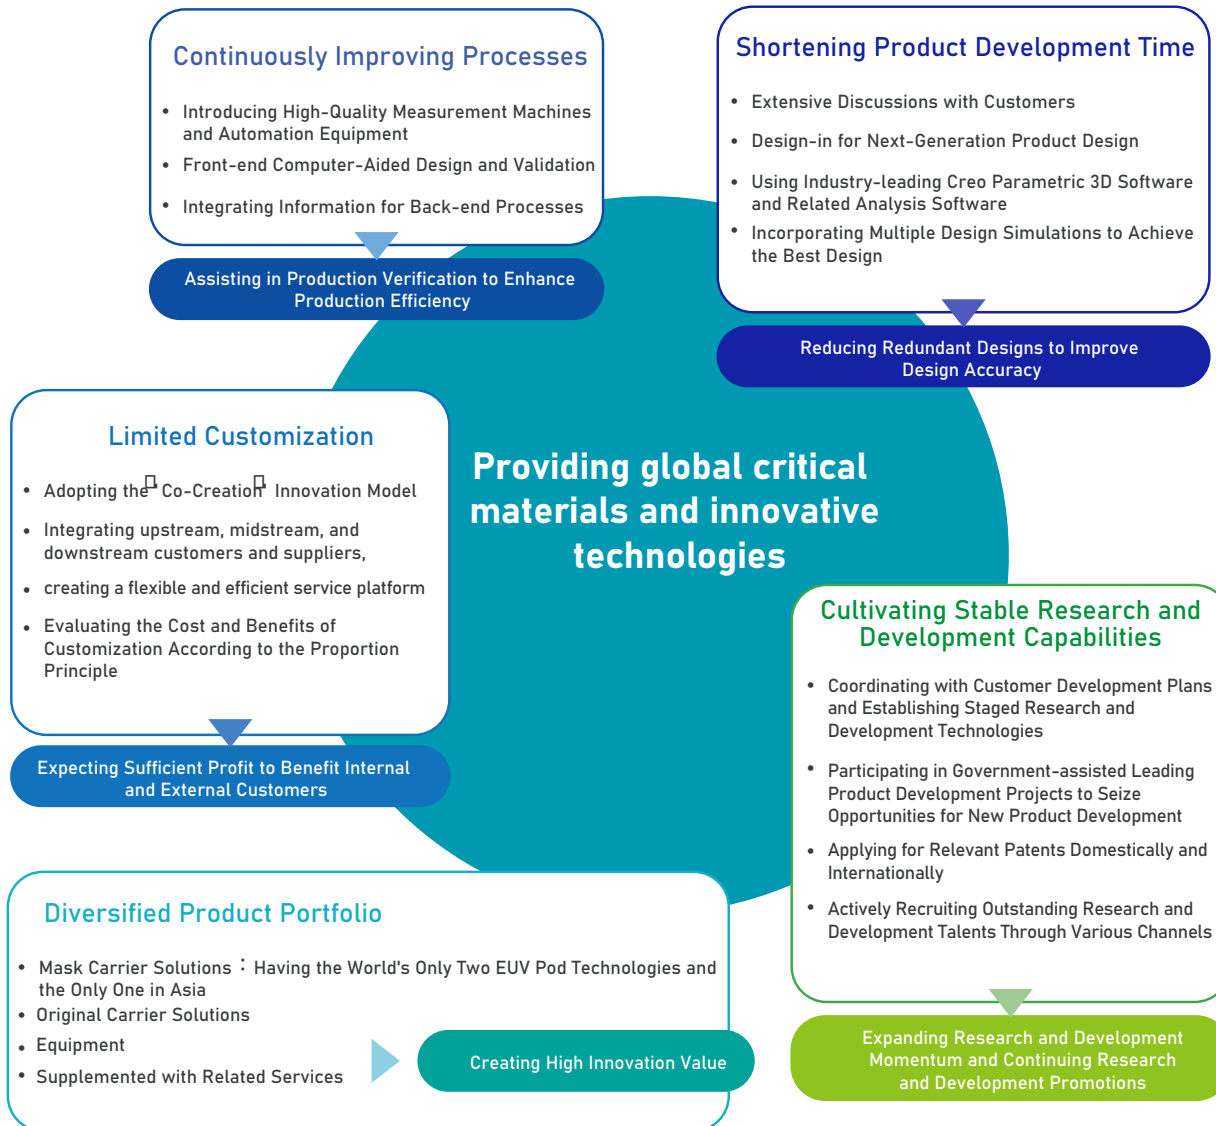 Continuously Improving Processes
• Introducing High-Quality Measurement Machines
and Automation Equipment
• Front-end Computer-Aided Design and Validation
• Integrating Information for Back-end Processes
Assisting in Production Verification to Enhance
Production Efficiency
Shortening Product Development Time
• Extensive Discussions with Customers
• Design-in for Next-Generation Product Design
• Using Industry-leading Creo Parametric 3D Software
and Related Analysis Software
• Incorporating Multiple Design Simulations to Achieve
the Best Design
Reducing Redundant Designs to Improve
Design Accuracy
Limited Customization
• Adopting the Co-Creation Innovation Model
• Integrating upstream, midstream, and
downstream customers and suppliers,
• creating a flexible and efficient service platform
• Evaluating the Cost and Benefits of
Customization According to the Proportion
Principle
Expecting Sufficient Profit to Benefit Internal
and External Customers
Providing global critical
materials and innovative
technologies
Cultivating Stable Research and
Development Capabilities
• Coordinating with Customer Development Plans
and Establishing Staged Research and
Development Technologies
• Participating in Government-assisted Leading
Product Development Projects to Seize
Opportunities for New Product Development
• Applying for Relevant Patents Domestically and
Internationally
• Actively Recruiting Outstanding Research and
Development Talents Through Various Channels
Expanding Research and Development
Momentum and Continuing Research
and Development Promotions
Diversified Product Portfolio
• Mask Carrier Solutions：Having the World's Only Two EUV Pod Technologies and
the Only One in Asia
• Original Carrier Solutions
• Equipment
• Supplemented with Related Services
Creating High Innovation Value